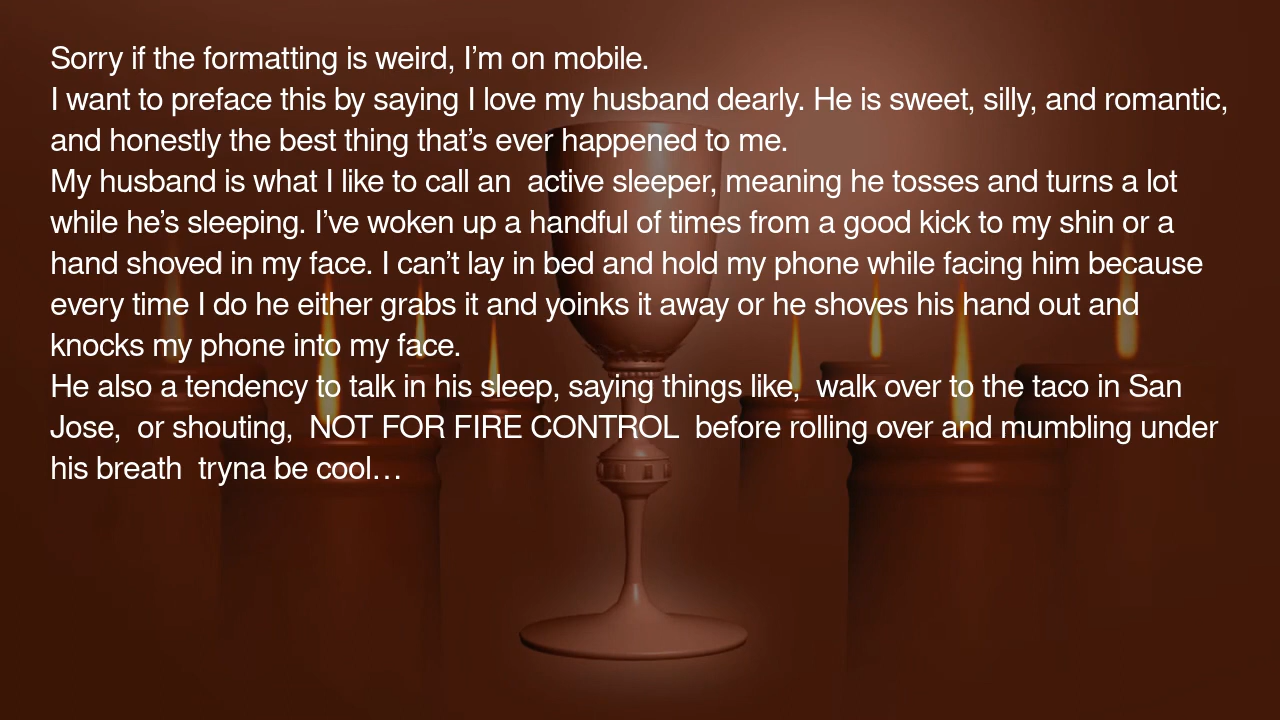 Sorry if the formatting is weird, I’m on mobile.
I want to preface this by saying I love my husband dearly. He is sweet, silly, and romantic,
and honestly the best thing that’s ever happened to me.
My husband is what I like to call an  active sleeper, meaning he tosses and turns a lot
while he’s sleeping. I’ve woken up a handful of times from a good kick to my shin or a
hand shoved in my face. I can’t lay in bed and hold my phone while facing him because
every time I do he either grabs it and yoinks it away or he shoves his hand out and
knocks my phone into my face.
He also a tendency to talk in his sleep, saying things like,  walk over to the taco in San
Jose,  or shouting,  NOT FOR FIRE CONTROL  before rolling over and mumbling under
his breath  tryna be cool…